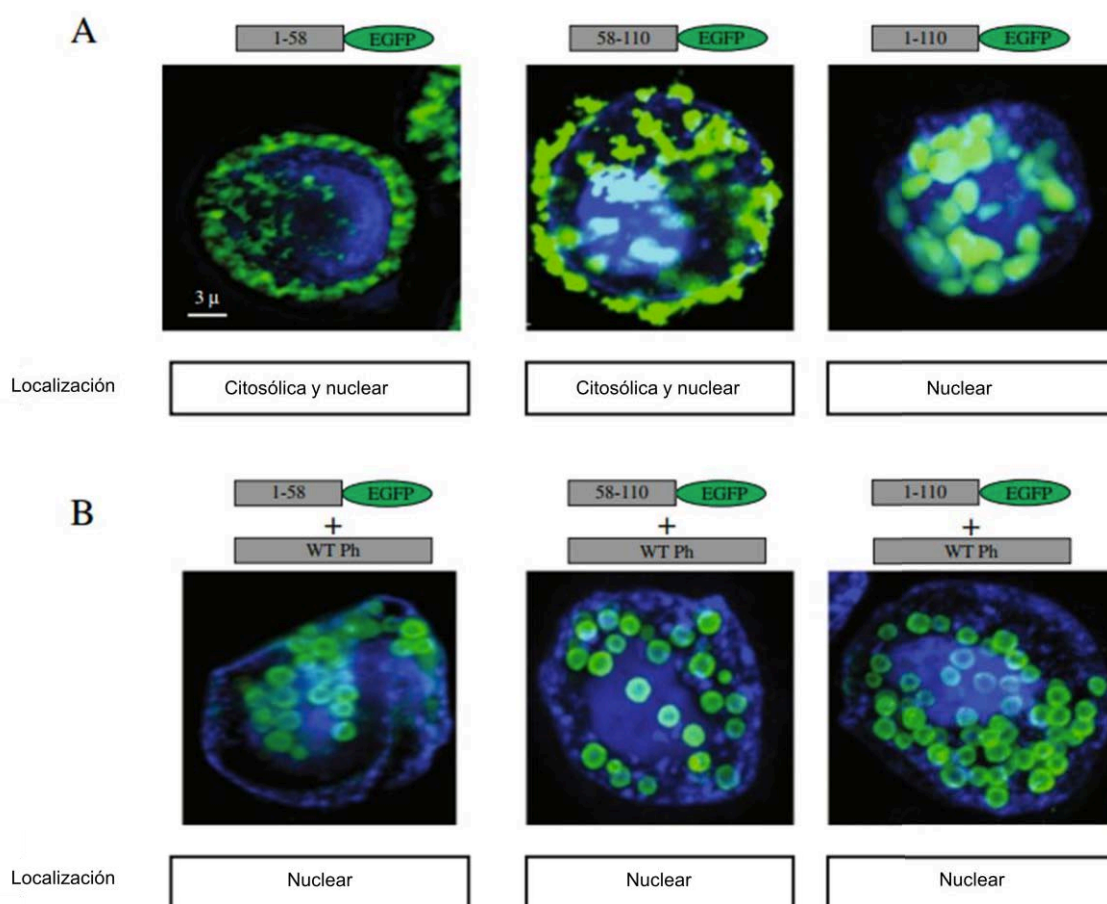 A
1-58 EGFP 58-110 EGFP 1-110 EGFP
3 µ
Localización Citosólica y nuclear Citosólica y nuclear Nuclear
B
1-58 EGFP 58-110 EGFP 1-110 EGFP
+ + +
WT Ph WT Ph WT Ph
Localización Nuclear Nuclear Nuclear